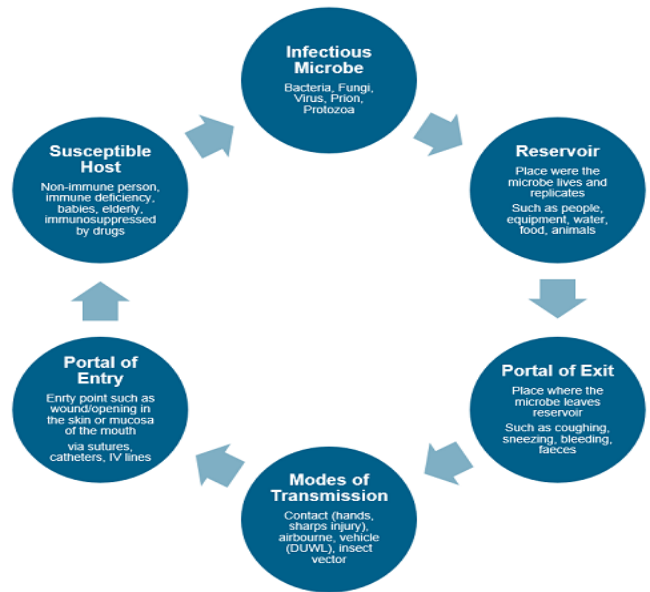 Infectious
Microbe
Bacteria, Fungi,
Virus, Prion,
Protozoa
Reservoir
Place were the
microbe lives and
replicates
Such as people,
equipment, water,
food, animals
Portal of Exit
Place where the
microbe leaves
reservoir
Such as coughing,
sneezing, bleeding,
faeces
Modes of
Transmission
Contact (hands,
sharps injury),
airbourne, vehicle
(DUWL), insect
vector
Portal of
Entry
Enrty point such as
wound/opening in
the skin or mucosa
of the mouth
via sutures,
catheters, IV lines
Susceptible
Host
Non-immune person,
immune deficiency,
babies, elderly,
immunosuppressed
by drugs